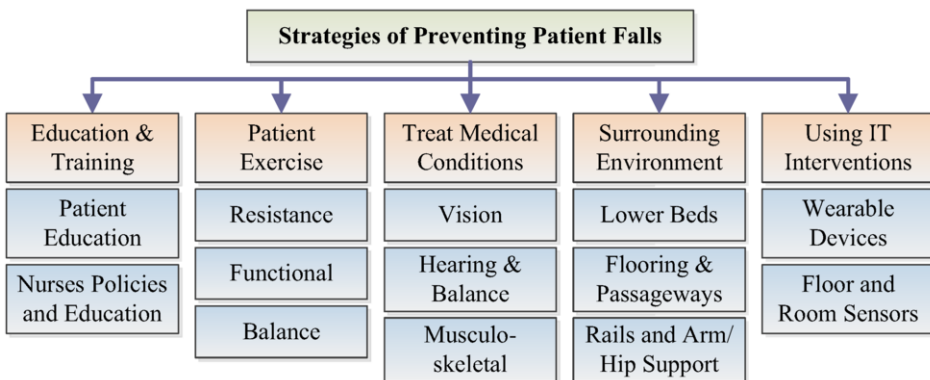 Strategies of Preventing Patient Falls
Education &
Training
Patient
Education
Nurses Policies
and Education
Patient
Exercise
Resistance
Functional
Balance
Treat Medical
Conditions
Vision
Hearing &
Balance
Musculo-
skeletal
Surrounding
Environment
Lower Beds
Flooring &
Passageways
Rails and Arm/
Hip Support
Using IT
Interventions
Wearable
Devices
Floor and
Room Sensors